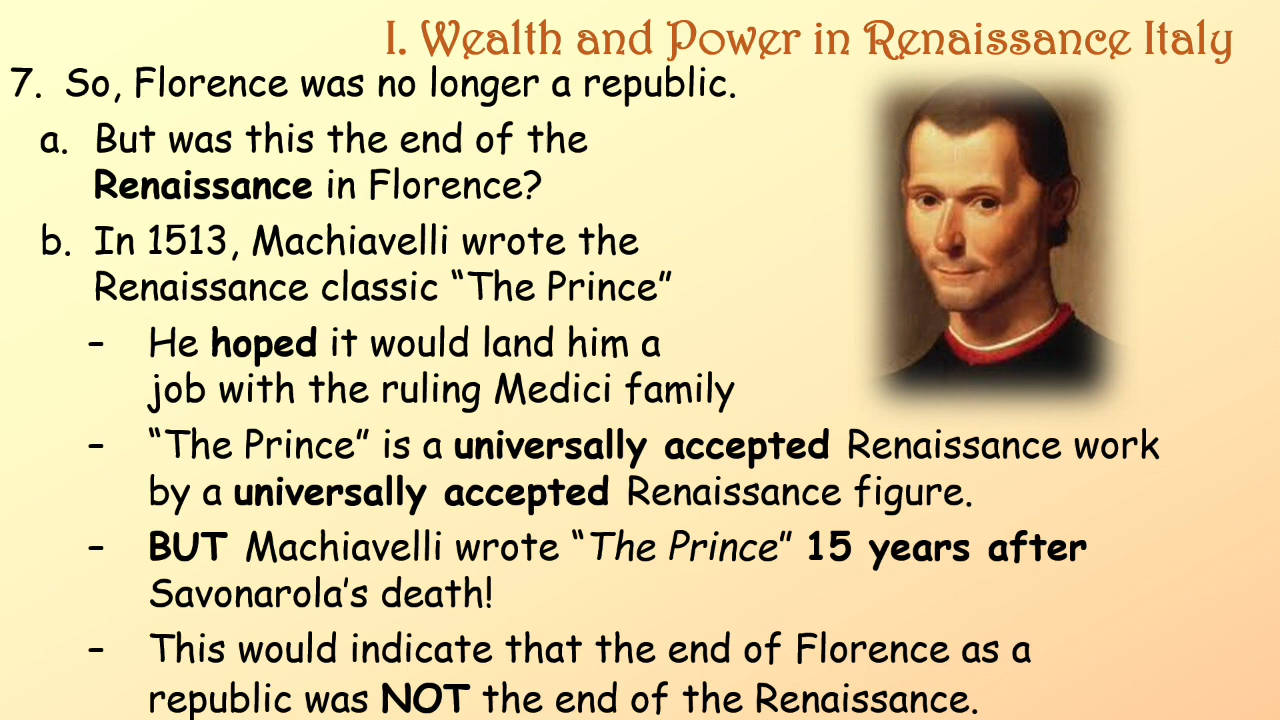 I. Wealth and Power in Renaissance Italy
7. So, Florence was no longer a republic.
a. But was this the end of the
Renaissance in Florence?
b. In 1513, Machiavelli wrote the
Renaissance classic “The Prince”
– He hoped it would land him a
job with the ruling Medici family
– “The Prince” is a universally accepted Renaissance work
by a universally accepted Renaissance figure.
– BUT Machiavelli wrote “The Prince” 15 years after
Savonarola’s death!
– This would indicate that the end of Florence as a
republic was NOT the end of the Renaissance.